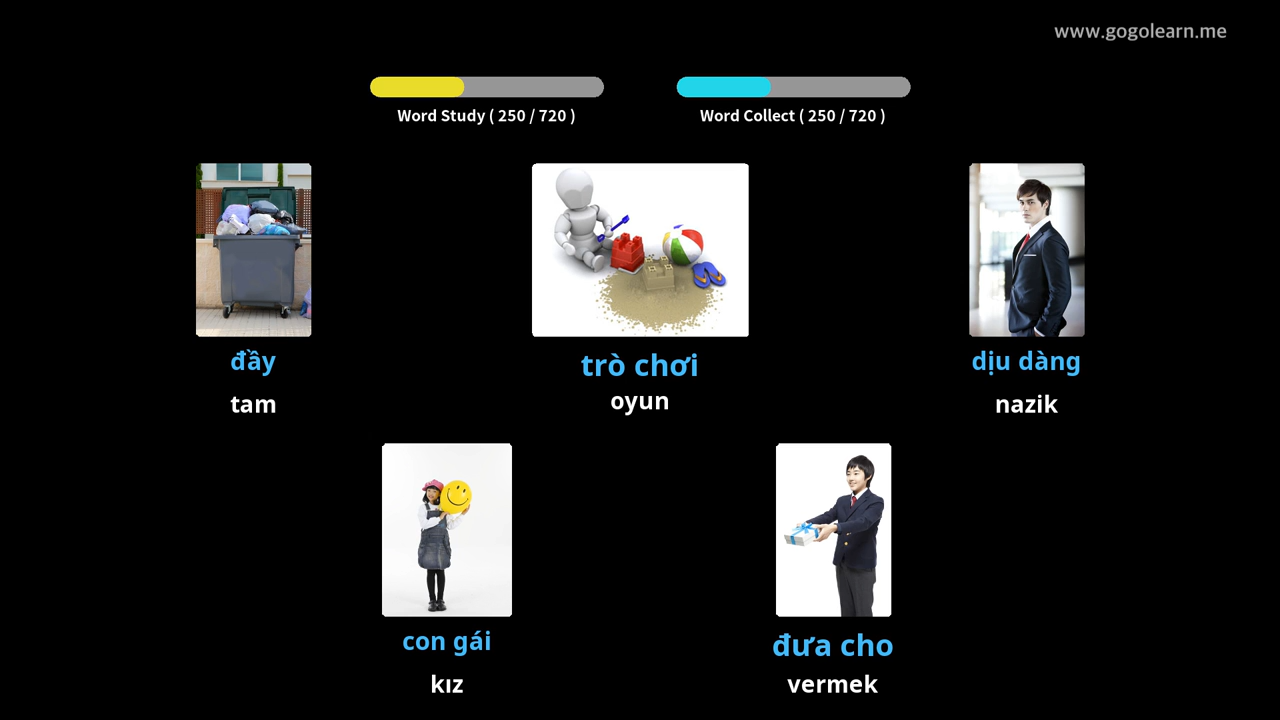 www.gogolearn.me
Word Study ( 250 / 720 )
Word Collect ( 250 / 720 )
đầy
tam
trò chơi
oyun
dịu dàng
nazik
con gái
kız
đưa cho
vermek